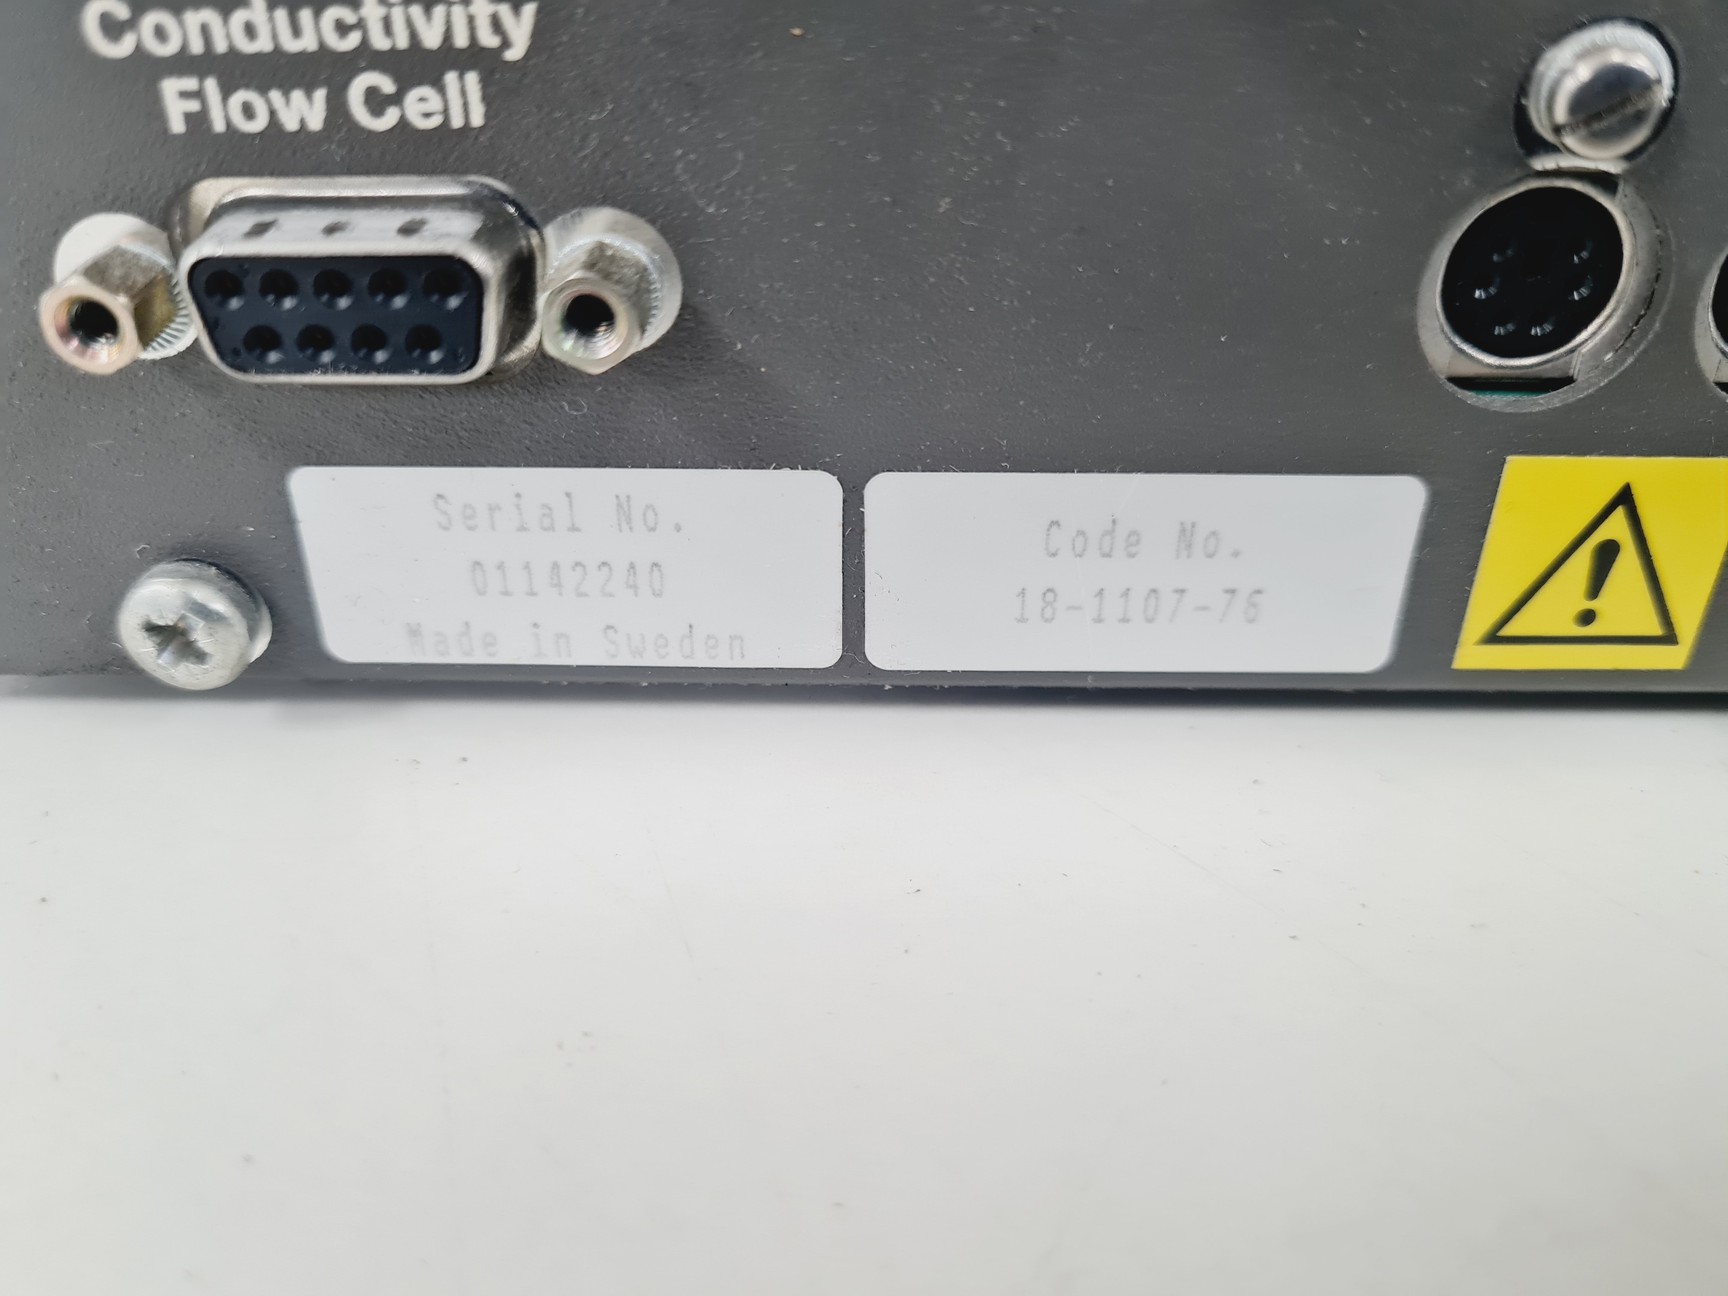 Conductivity
Flow Cell
Serial No.
01142240
Made in Sweden
Code No.
18-1107-76